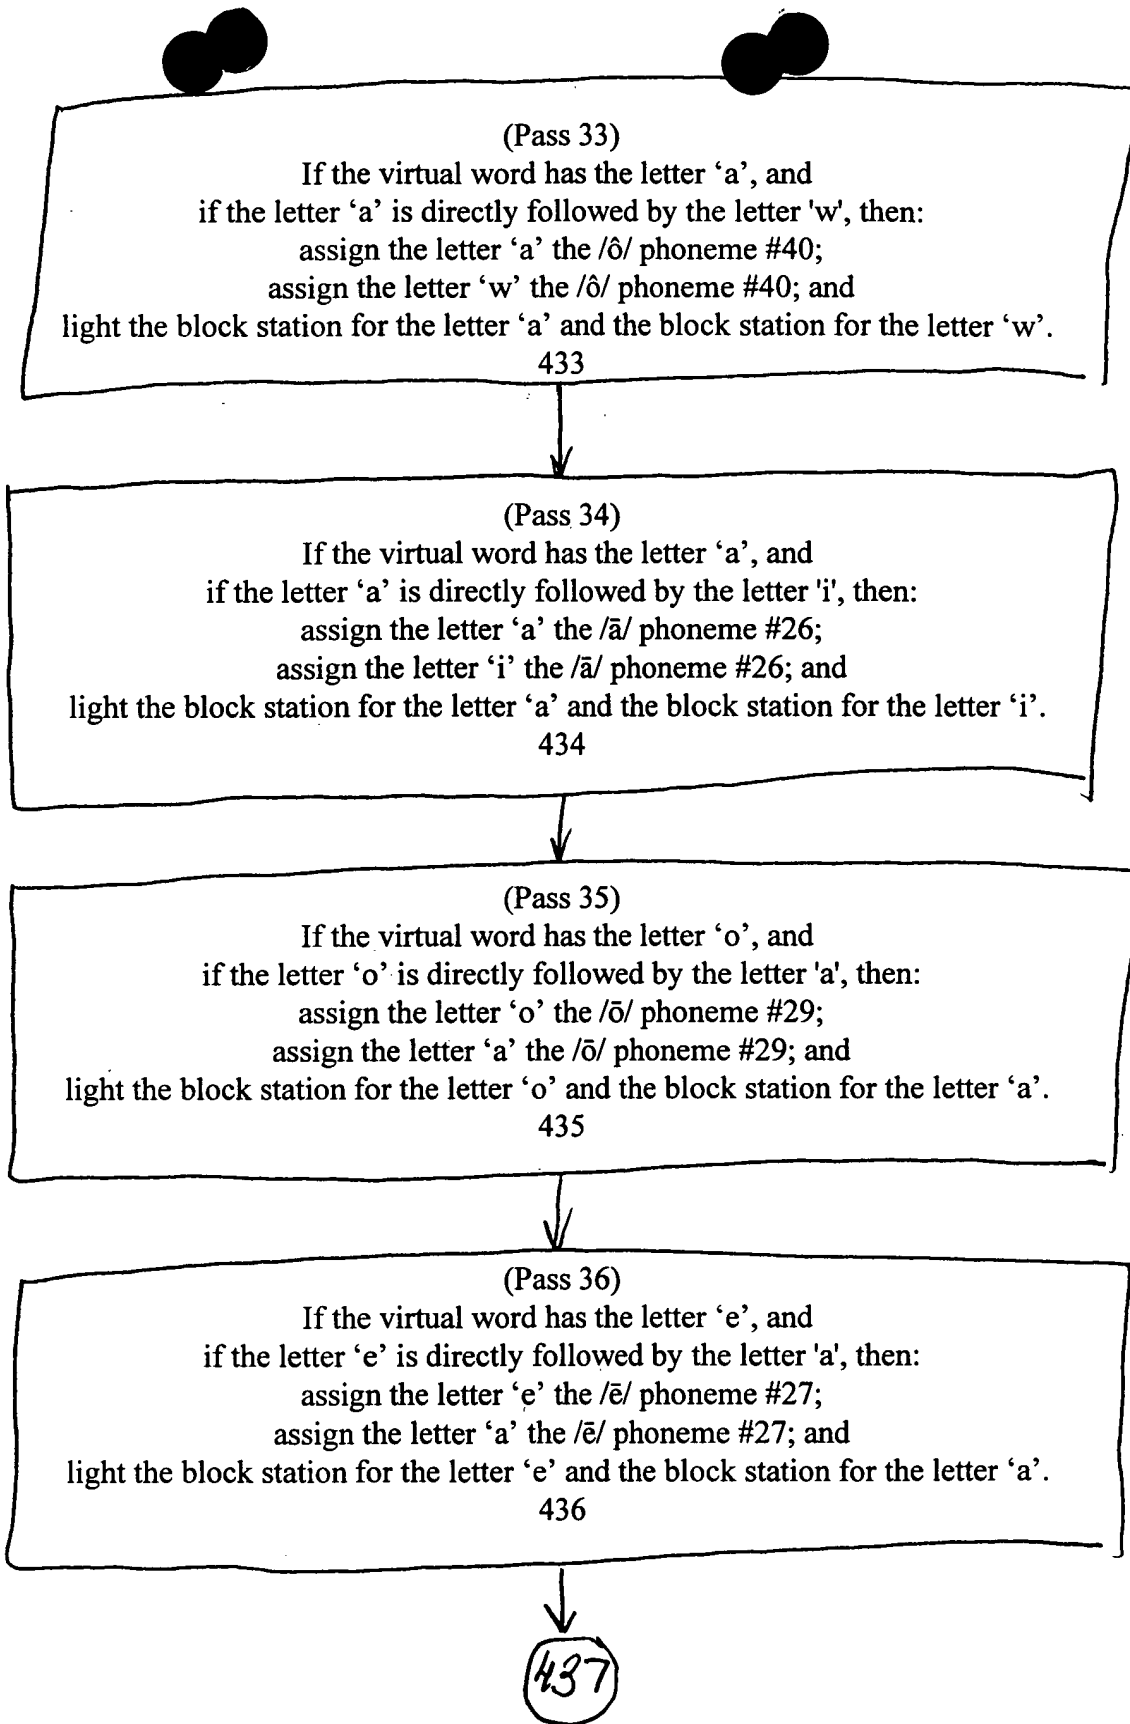 (Pass 33)
If the virtual word has the letter ‘a’, and
if the letter ‘a’ is directly followed by the letter 'w', then:
assign the letter ‘a’ the /ô/ phoneme #40;
assign the letter ‘w’ the /ô/ phoneme #40; and
light the block station for the letter ‘a’ and the block station for the letter ‘w’.
433
(Pass 34)
If the virtual word has the letter ‘a’, and
if the letter ‘a’ is directly followed by the letter 'i', then:
assign the letter ‘a’ the /ā/ phoneme #26;
assign the letter ‘i’ the /ā/ phoneme #26; and
light the block station for the letter ‘a’ and the block station for the letter ‘i’.
434
(Pass 35)
If the virtual word has the letter ‘o’, and
if the letter ‘o’ is directly followed by the letter 'a', then:
assign the letter ‘o’ the /ō/ phoneme #29;
assign the letter ‘a’ the /ō/ phoneme #29; and
light the block station for the letter ‘o’ and the block station for the letter ‘a’.
435
(Pass 36)
If the virtual word has the letter ‘e’, and
if the letter ‘e’ is directly followed by the letter 'a', then:
assign the letter ‘e’ the /ē/ phoneme #27;
assign the letter ‘a’ the /ē/ phoneme #27; and
light the block station for the letter ‘e’ and the block station for the letter ‘a’.
436
437